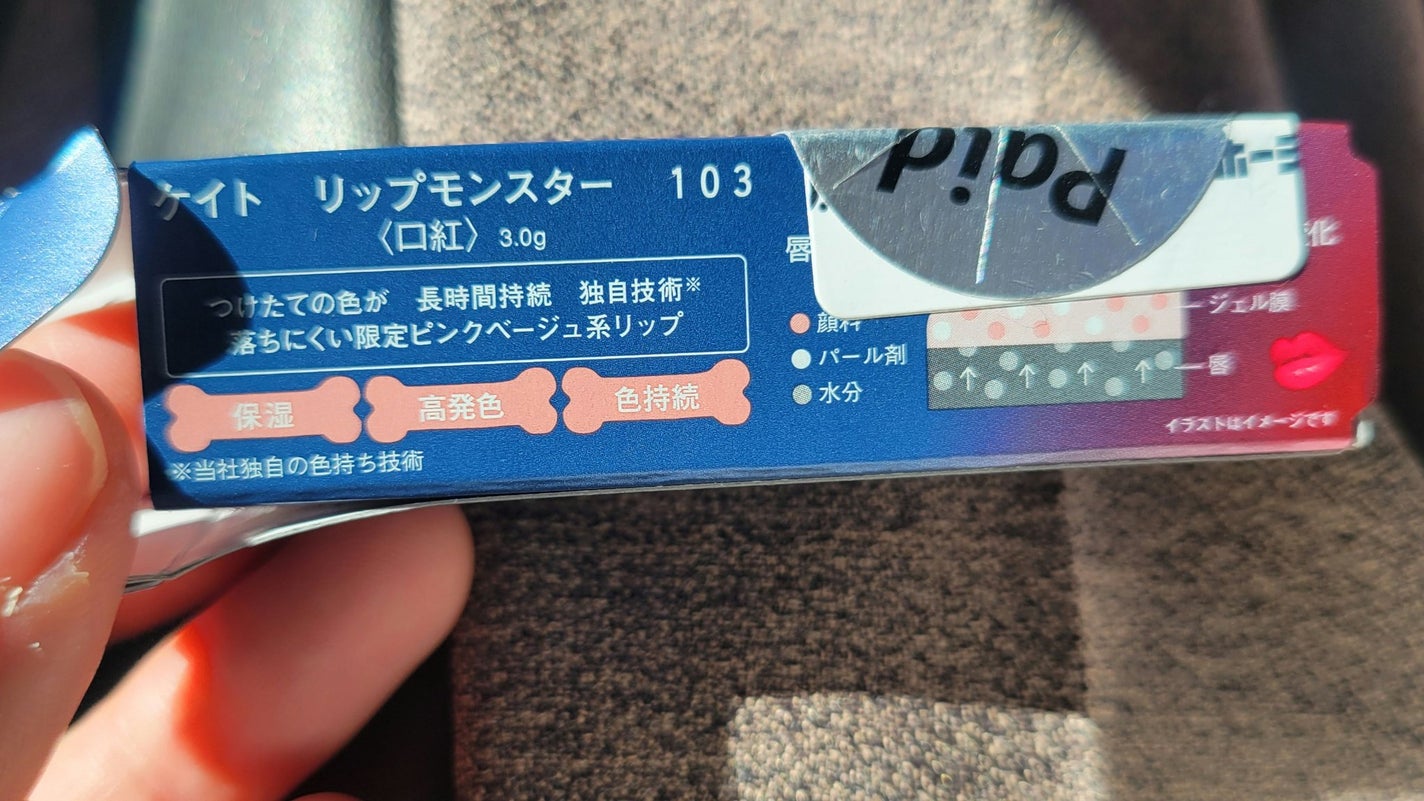 ケイト リップモンスター 103
〈口紅〉 3.0g
つけたての色が 長時間持続 独自技術※
落ちにくい限定ピンクベージュ系リップ
保湿
高発色
色持続
※当社独自の色持ち技術
Paid
唇
化
顔料
パール剤
水分
ジェル膜
唇
イラストはイメージです